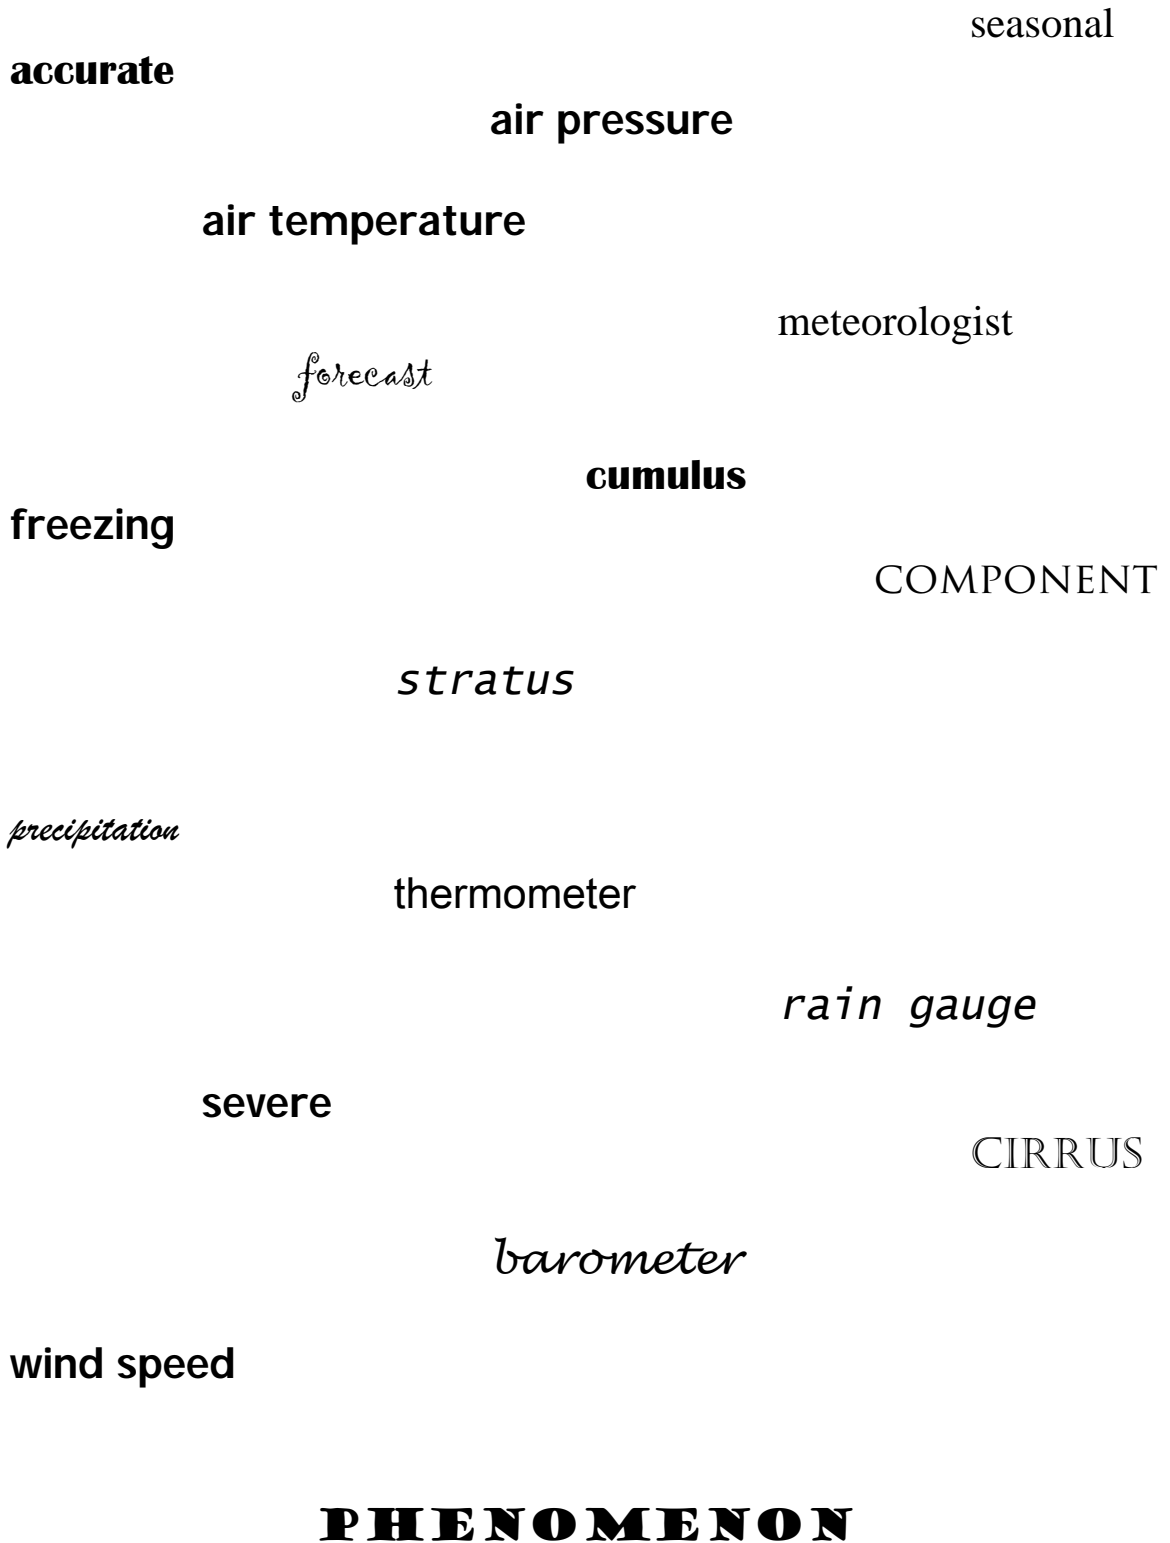 seasonal
accurate
air pressure
air temperature
meteorologist
forecast
cumulus
freezing
COMPONENT
stratus
precipitation
thermometer
rain gauge
severe
CIRRUS
barometer
wind speed
PHENOMENON